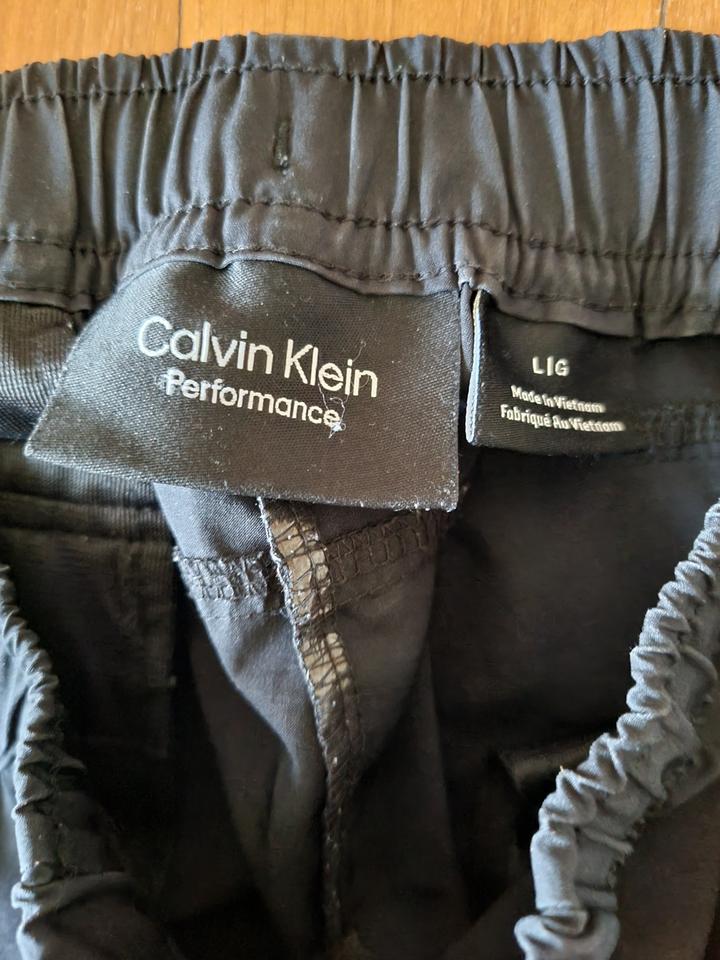 Calvin Klein
Performance
L|G
Made In Vietnam
Fabriqué Au Vietnam